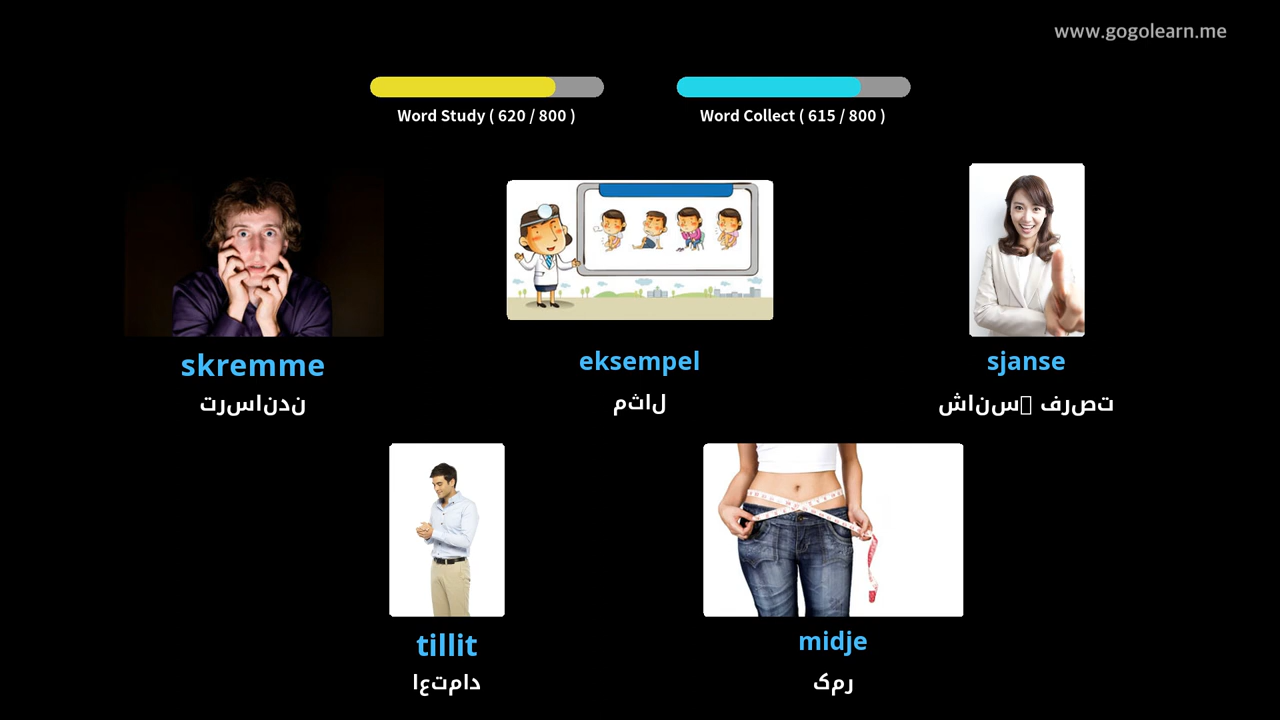 www.gogolearn.me
Word Study ( 620 / 800 )
Word Collect ( 615 / 800 )
skremme
eksempel
sjanse
ترساندن
مثال
شانس، فرصت
tillit
midje
اعتماد
کمر